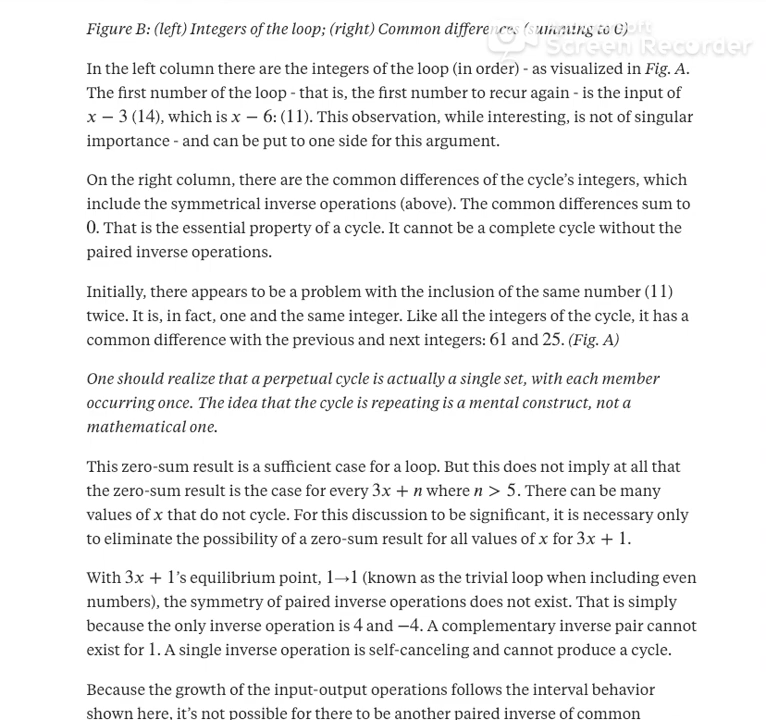 Figure B: (left) Integers of the loop; (right) Common differences (summing to 0)
Screen Recorder
In the left column there are the integers of the loop (in order) - as visualized in Fig. A.
The first number of the loop - that is, the first number to recur again - is the input of
x − 3 (14), which is x − 6: (11). This observation, while interesting, is not of singular
importance - and can be put to one side for this argument.
On the right column, there are the common differences of the cycle's integers, which
include the symmetrical inverse operations (above). The common differences sum to
0. That is the essential property of a cycle. It cannot be a complete cycle without the
paired inverse operations.
Initially, there appears to be a problem with the inclusion of the same number (11)
twice. It is, in fact, one and the same integer. Like all the integers of the cycle, it has a
common difference with the previous and next integers: 61 and 25. (Fig. A)
One should realize that a perpetual cycle is actually a single set, with each member
occurring once. The idea that the cycle is repeating is a mental construct, not a
mathematical one.
This zero-sum result is a sufficient case for a loop. But this does not imply at all that
the zero-sum result is the case for every 3x + n where n > 5. There can be many
values of x that do not cycle. For this discussion to be significant, it is necessary only
to eliminate the possibility of a zero-sum result for all values of x for 3x + 1.
With 3x + 1's equilibrium point, 1→1 (known as the trivial loop when including even
numbers), the symmetry of paired inverse operations does not exist. That is simply
because the only inverse operation is 4 and −4. A complementary inverse pair cannot
exist for 1. A single inverse operation is self-canceling and cannot produce a cycle.
Because the growth of the input-output operations follows the interval behavior
shown here, it's not possible for there to be another paired inverse of common